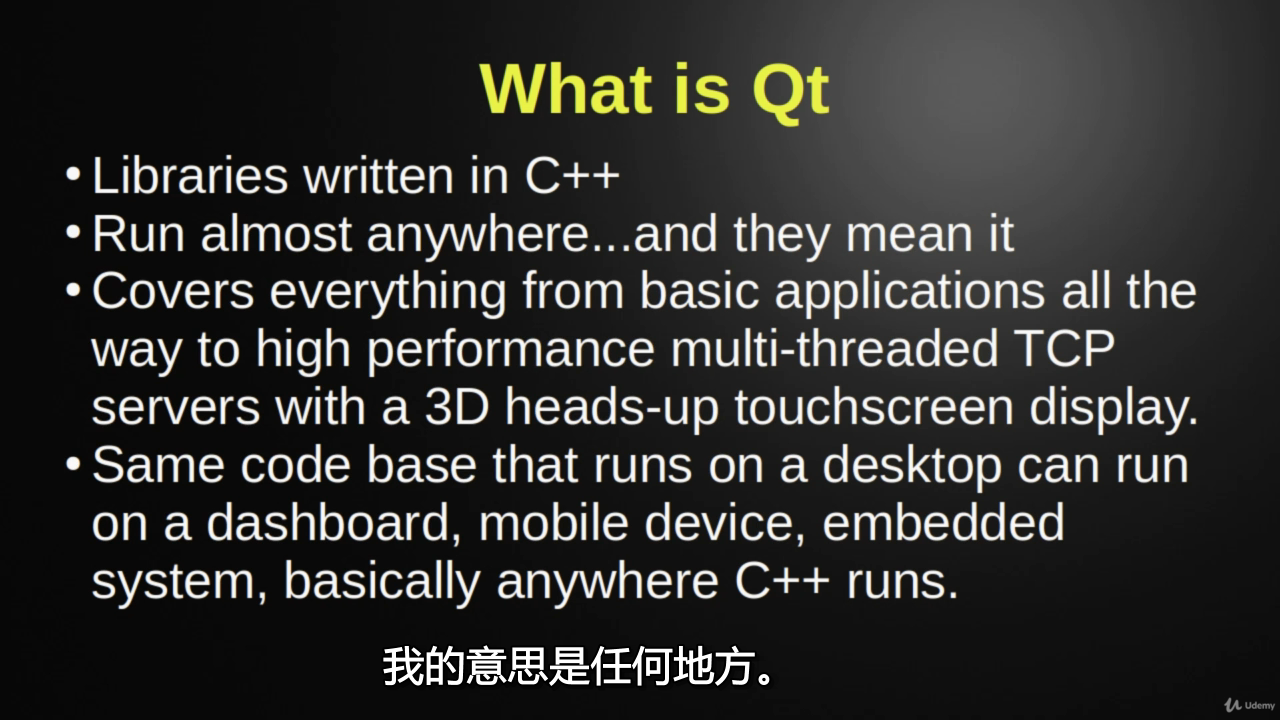 What is Qt
• Libraries written in C++
• Run almost anywhere...and they mean it
• Covers everything from basic applications all the
way to high performance multi-threaded TCP
servers with a 3D heads-up touchscreen display.
• Same code base that runs on a desktop can run
on a dashboard, mobile device, embedded
system, basically anywhere C++ runs.
我的意思是任何地方。
Udemy